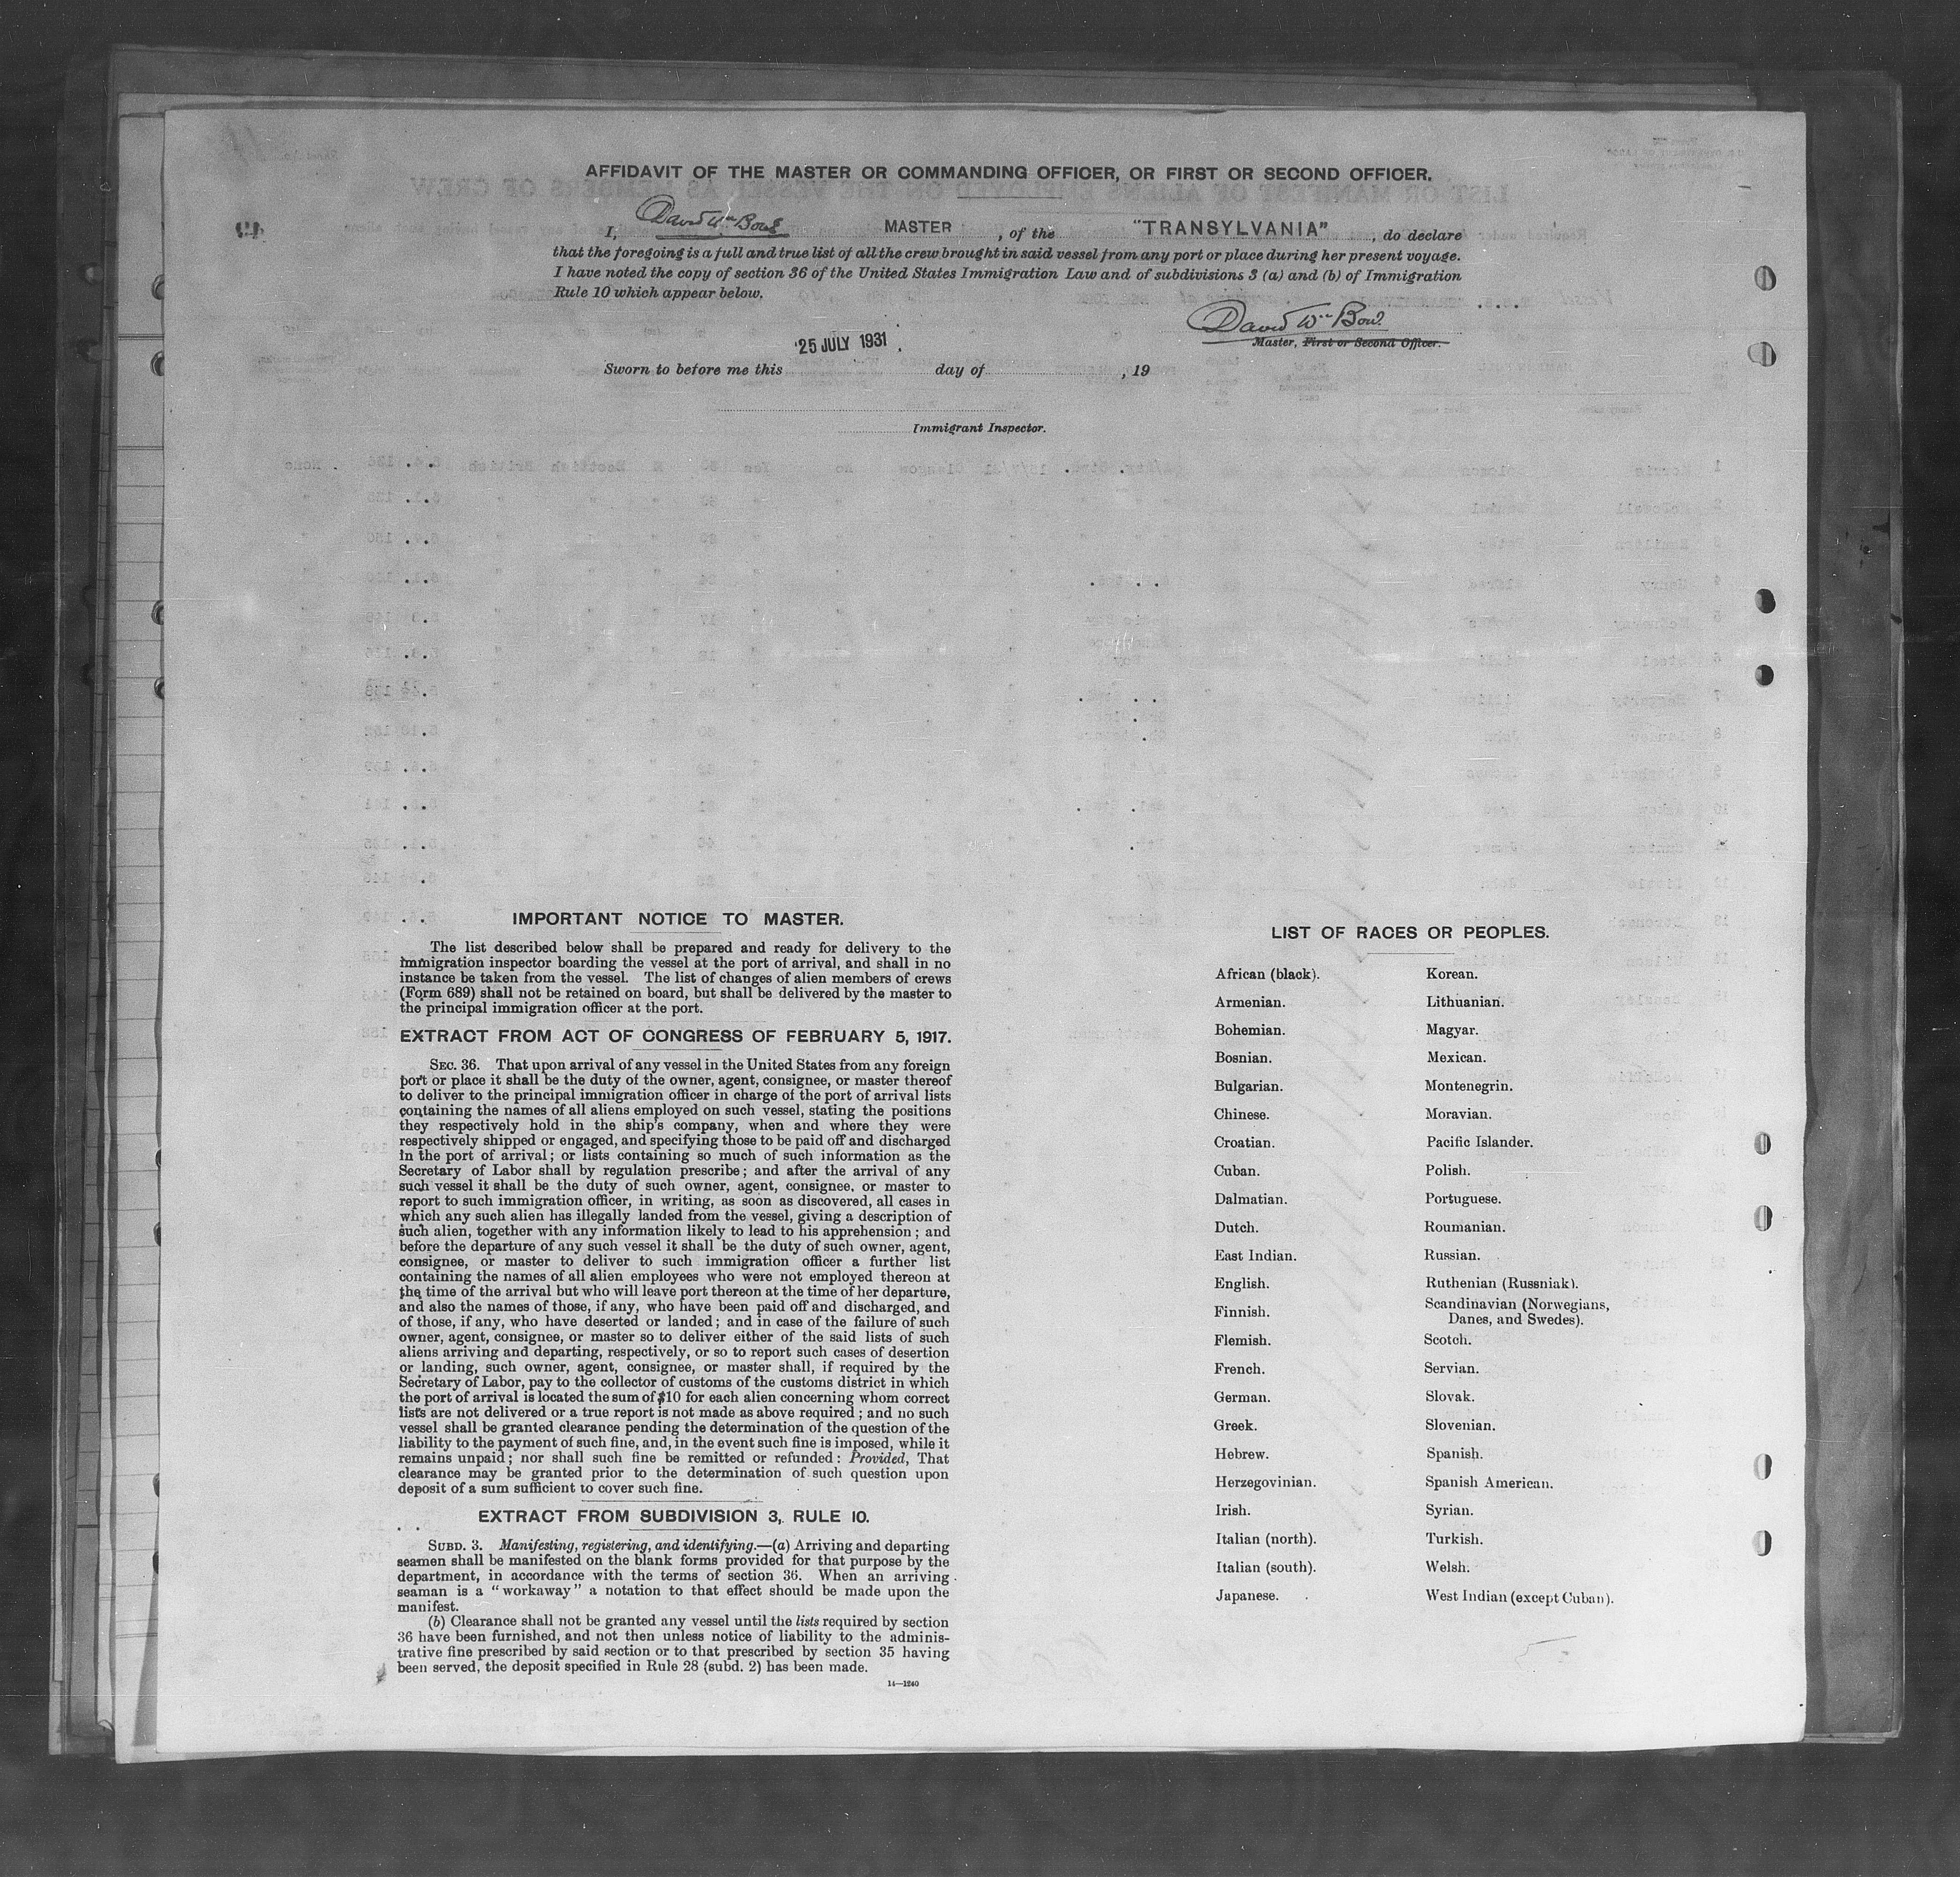 AFFIDAVIT OF THE MASTER OR COMMANDING OFFICER, OR FIRST OR SECOND OFFICER.
I, David Wm Bone MASTER, of the "TRANSYLVANIA", do declare
that the foregoing is a full and true list of all the crew brought in said vessel from any port or place during her present voyage.
I have noted the copy of section 36 of the United States Immigration Law and of subdivisions 3 (a) and (b) of Immigration
Rule 10 which appear below.
David Wm Bone
Master, First or Second Officer.
25 JULY 1931
Sworn to before me this day of , 19
Immigrant Inspector.
IMPORTANT NOTICE TO MASTER.
The list described below shall be prepared and ready for delivery to the
immigration inspector boarding the vessel at the port of arrival, and shall in no
instance be taken from the vessel. The list of changes of alien members of crews
(Form 689) shall not be retained on board, but shall be delivered by the master to
the principal immigration officer at the port.
EXTRACT FROM ACT OF CONGRESS OF FEBRUARY 5, 1917.
SEC. 36. That upon arrival of any vessel in the United States from any foreign
port or place it shall be the duty of the owner, agent, consignee, or master thereof
to deliver to the principal immigration officer in charge of the port of arrival lists
containing the names of all aliens employed on such vessel, stating the positions
they respectively hold in the ship's company, when and where they were
respectively shipped or engaged, and specifying those to be paid off and discharged
in the port of arrival; or lists containing so much of such information as the
Secretary of Labor shall by regulation prescribe; and after the arrival of any
such vessel it shall be the duty of such owner, agent, consignee, or master to
report to such immigration officer, in writing, as soon as discovered, all cases in
which any such alien has illegally landed from the vessel, giving a description of
such alien, together with any information likely to lead to his apprehension; and
before the departure of any such vessel it shall be the duty of such owner, agent,
consignee, or master to deliver to such immigration officer a further list
containing the names of all alien employees who were not employed thereon at
the time of the arrival but who will leave port thereon at the time of her departure,
and also the names of those, if any, who have been paid off and discharged, and
of those, if any, who have deserted or landed; and in case of the failure of such
owner, agent, consignee, or master so to deliver either of the said lists of such
aliens arriving and departing, respectively, or so to report such cases of desertion
or landing, such owner, agent, consignee, or master shall, if required by the
Secretary of Labor, pay to the collector of customs of the customs district in which
the port of arrival is located the sum of $10 for each alien concerning whom correct
lists are not delivered or a true report is not made as above required; and no such
vessel shall be granted clearance pending the determination of the question of the
liability to the payment of such fine, and, in the event such fine is imposed, while it
remains unpaid; nor shall such fine be remitted or refunded: Provided, That
clearance may be granted prior to the determination of such question upon
deposit of a sum sufficient to cover such fine.
EXTRACT FROM SUBDIVISION 3, RULE 10.
SUBD. 3. Manifesting, registering, and identifying.—(a) Arriving and departing
seamen shall be manifested on the blank forms provided for that purpose by the
department, in accordance with the terms of section 36. When an arriving
seaman is a "workaway" a notation to that effect should be made upon the
manifest.
(b) Clearance shall not be granted any vessel until the lists required by section
36 have been furnished, and not then unless notice of liability to the adminis-
trative fine prescribed by said section or to that prescribed by section 35 having
been served, the deposit specified in Rule 28 (subd. 2) has been made.
14—1240
LIST OF RACES OR PEOPLES.
African (black).
Armenian.
Bohemian.
Bosnian.
Bulgarian.
Chinese.
Croatian.
Cuban.
Dalmatian.
Dutch.
East Indian.
English.
Finnish.
Flemish.
French.
German.
Greek.
Hebrew.
Herzegovinian.
Irish.
Italian (north).
Italian (south).
Japanese.
Korean.
Lithuanian.
Magyar.
Mexican.
Montenegrin.
Moravian.
Pacific Islander.
Polish.
Portuguese.
Roumanian.
Russian.
Ruthenian (Russniak).
Scandinavian (Norwegians,
Danes, and Swedes).
Scotch.
Servian.
Slovak.
Slovenian.
Spanish.
Spanish American.
Syrian.
Turkish.
Welsh.
West Indian (except Cuban).